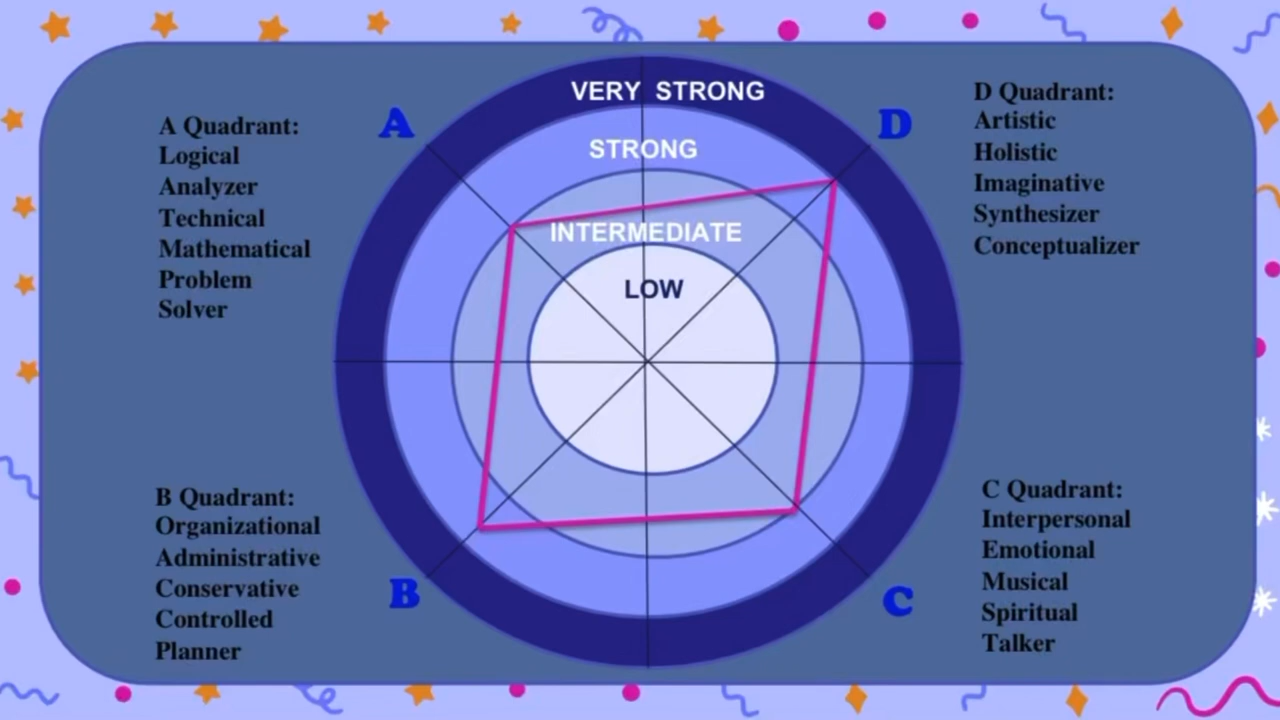 VERY STRONG
STRONG
INTERMEDIATE
LOW
A
A Quadrant:
Logical
Analyzer
Technical
Mathematical
Problem
Solver
D
D Quadrant:
Artistic
Holistic
Imaginative
Synthesizer
Conceptualizer
B
B Quadrant:
Organizational
Administrative
Conservative
Controlled
Planner
C
C Quadrant:
Interpersonal
Emotional
Musical
Spiritual
Talker